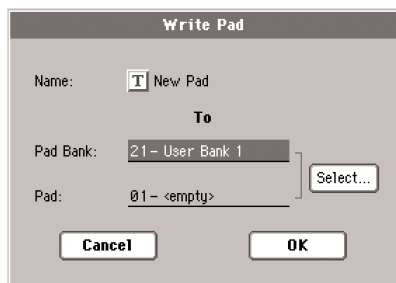 Write Pad
Name: T New Pad
To
Pad Bank: 21- User Bank 1
Select...
Pad: 01- <empty>
Cancel OK